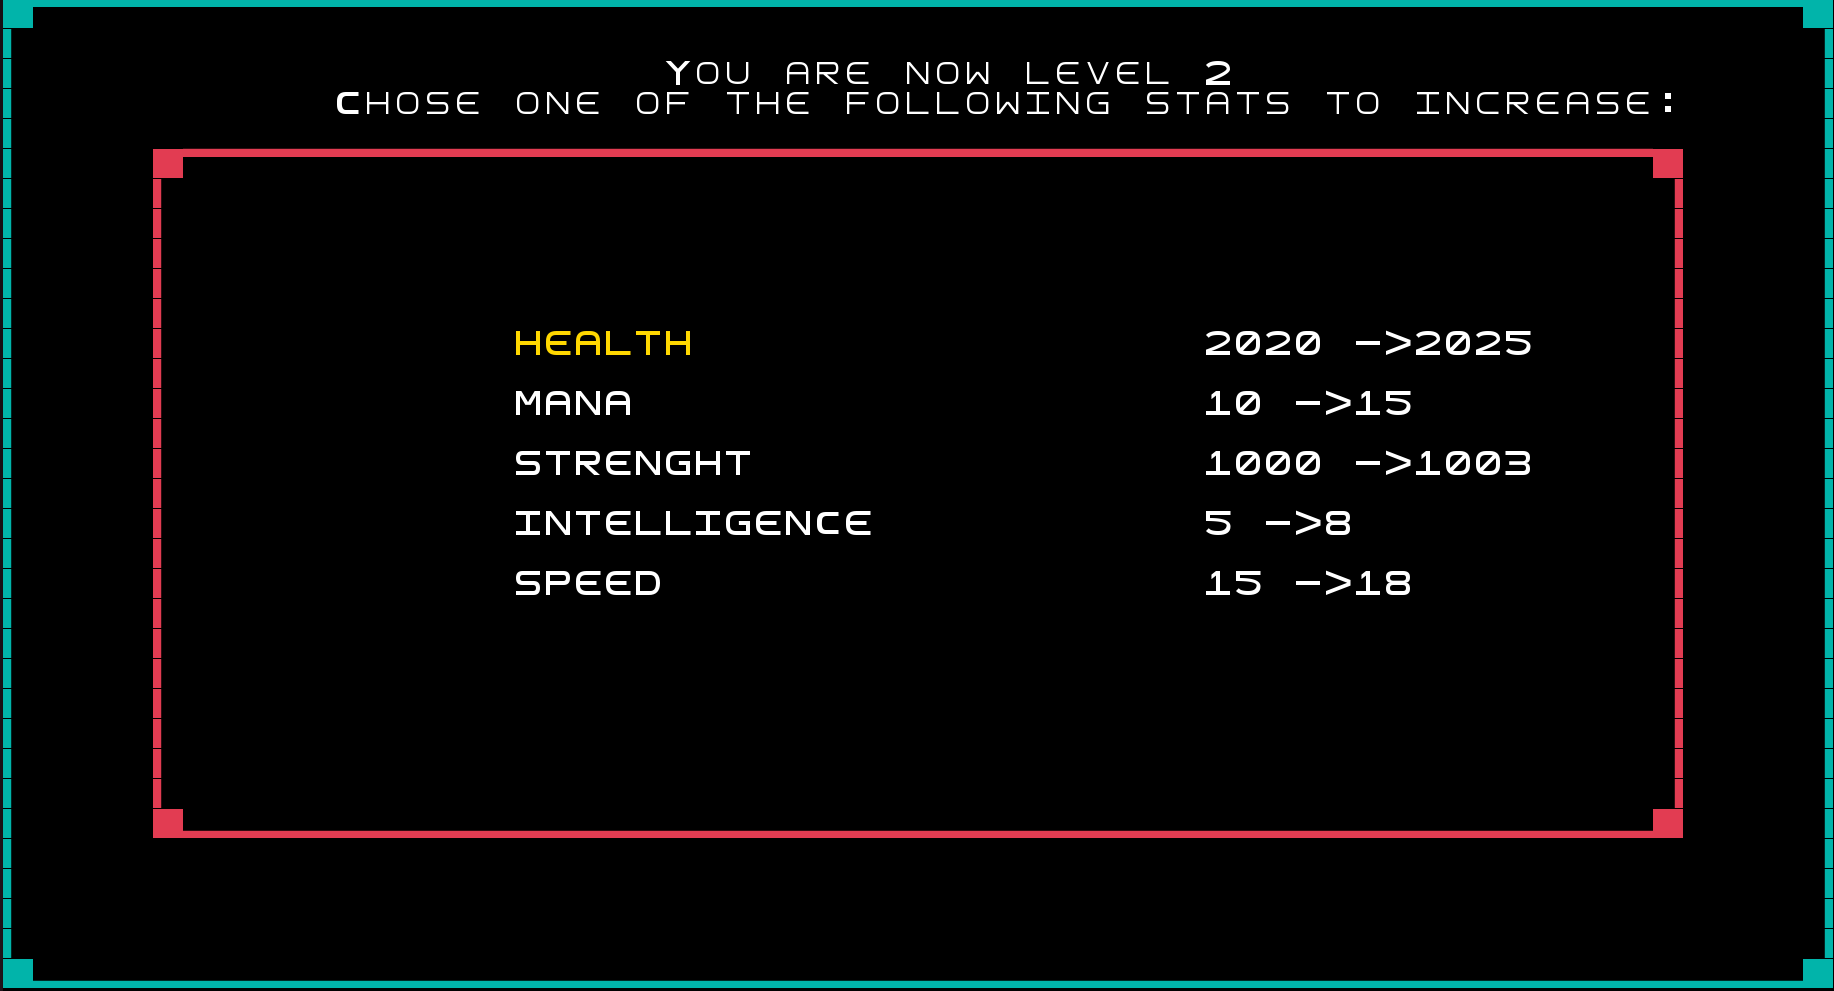 You are now level 2
Chose one of the following stats to increase:
HEALTH 2020 ->2025
MANA 10 ->15
STRENGHT 1000 ->1003
INTELLIGENCE 5 ->8
SPEED 15 ->18